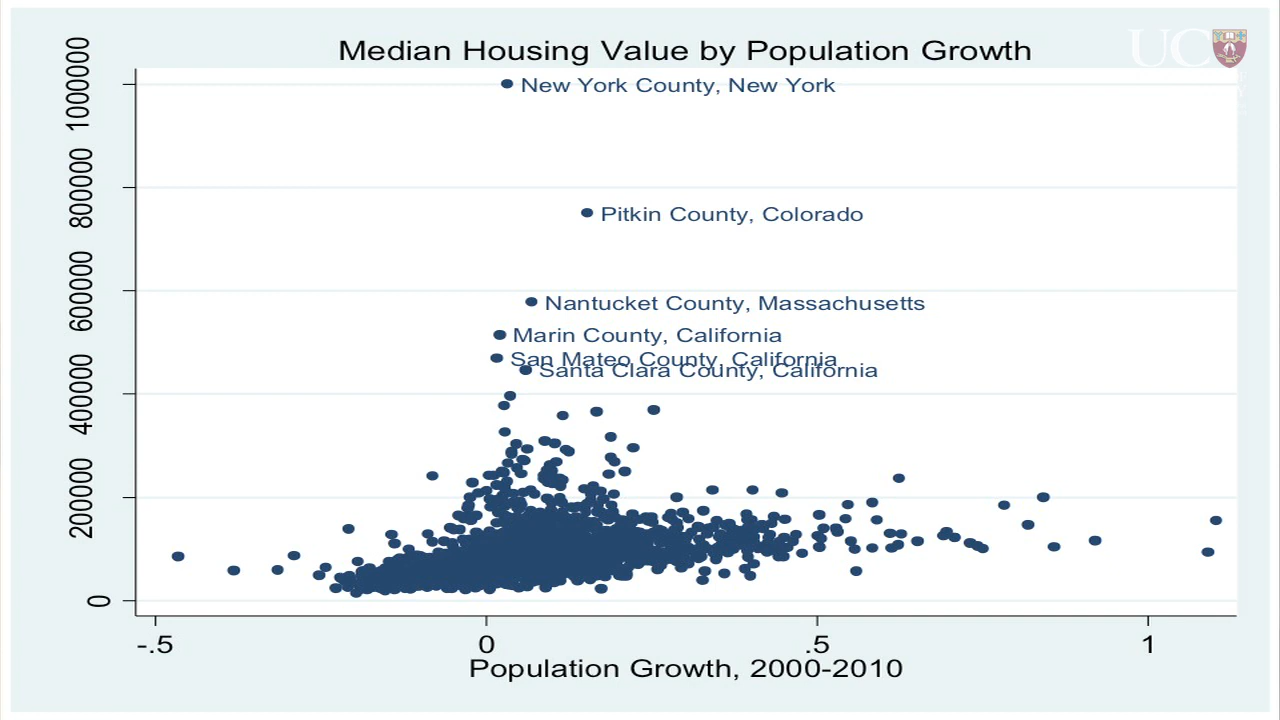 Median Housing Value by Population Growth
UC
1000000
800000
600000
400000
200000
0
New York County, New York
Pitkin County, Colorado
Nantucket County, Massachusetts
Marin County, California
San Mateo County, California
Santa Clara County, California
-.5
0
.5
1
Population Growth, 2000-2010